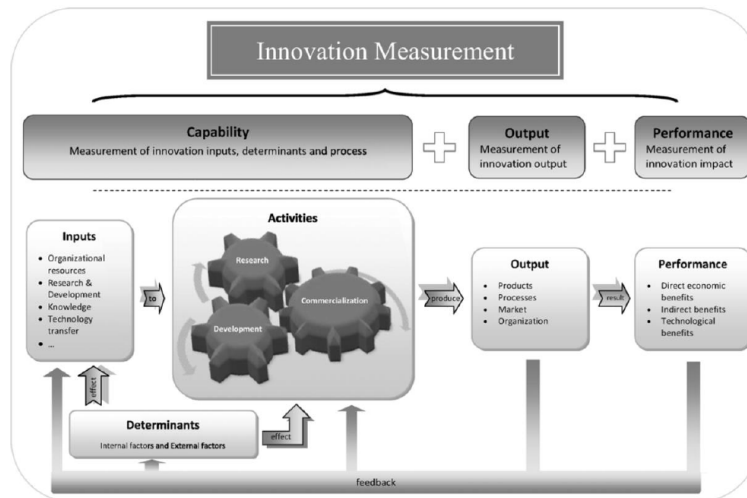 Innovation Measurement
Capability
Measurement of innovation inputs, determinants and process
Output
Measurement of
innovation output
Performance
Measurement of
innovation impact
Inputs
• Organizational
resources
• Research &
Development
• Knowledge
• Technology
transfer
• ...
to
Activities
Research
Development
Commercialization
produce
Output
• Products
• Processes
• Market
• Organization
result
Performance
• Direct economic
benefits
• Indirect benefits
• Technological
benefits
effect
Determinants
Internal factors and External factors
effect
feedback